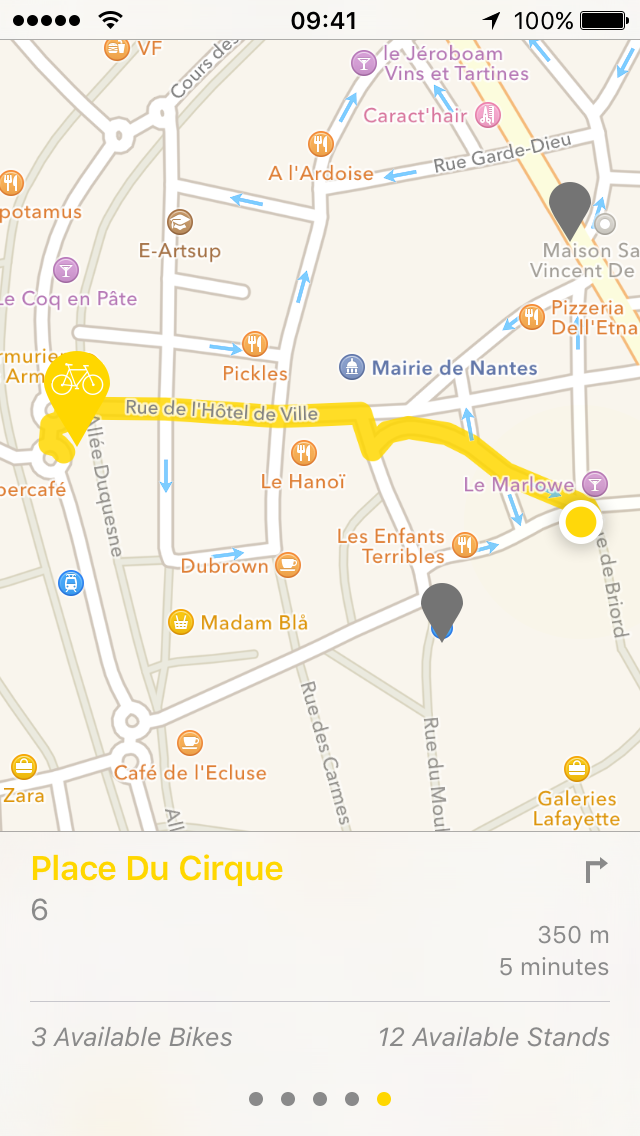 09:41
100%
VF
Cours des
le Jéroboam
Vins et Tartines
Caract'hair
Rue Garde-Dieu
A l'Ardoise
potamus
E-Artsup
Maison Sa
Vincent De
Le Coq en Pâte
Pizzeria
Dell'Etna
rmurier
Arm
Pickles
Mairie de Nantes
Rue de l'Hôtel de Ville
Allée Duquesne
Le Hanoï
percafé
Le Marlowe
Les Enfants
Terribles
e de Briord
Dubrown
Madam Blå
Rue des Carmes
Rue du Moul
Café de l'Ecluse
Zara
Galeries
Lafayette
All
Place Du Cirque
6
350 m
5 minutes
3 Available Bikes
12 Available Stands